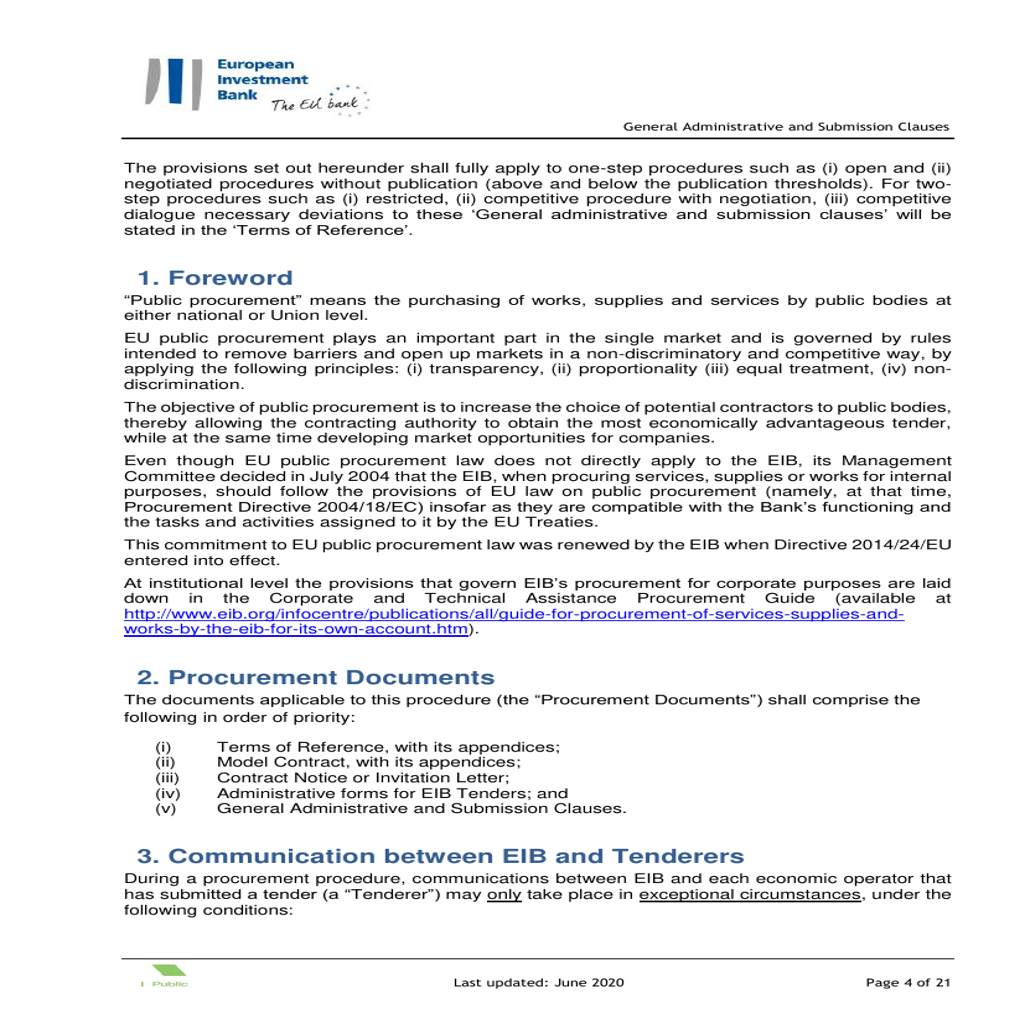 European
Investment
Bank The EU bank
General Administrative and Submission Clauses
The provisions set out hereunder shall fully apply to one-step procedures such as (i) open and (ii)
negotiated procedures without publication (above and below the publication thresholds). For two-
step procedures such as (i) restricted, (ii) competitive procedure with negotiation, (iii) competitive
dialogue necessary deviations to these ‘General administrative and submission clauses’ will be
stated in the ‘Terms of Reference’.
1. Foreword
“Public procurement” means the purchasing of works, supplies and services by public bodies at
either national or Union level.
EU public procurement plays an important part in the single market and is governed by rules
intended to remove barriers and open up markets in a non-discriminatory and competitive way, by
applying the following principles: (i) transparency, (ii) proportionality (iii) equal treatment, (iv) non-
discrimination.
The objective of public procurement is to increase the choice of potential contractors to public bodies,
thereby allowing the contracting authority to obtain the most economically advantageous tender,
while at the same time developing market opportunities for companies.
Even though EU public procurement law does not directly apply to the EIB, its Management
Committee decided in July 2004 that the EIB, when procuring services, supplies or works for internal
purposes, should follow the provisions of EU law on public procurement (namely, at that time,
Procurement Directive 2004/18/EC) insofar as they are compatible with the Bank’s functioning and
the tasks and activities assigned to it by the EU Treaties.
This commitment to EU public procurement law was renewed by the EIB when Directive 2014/24/EU
entered into effect.
At institutional level the provisions that govern EIB’s procurement for corporate purposes are laid
down in the Corporate and Technical Assistance Procurement Guide (available at
http://www.eib.org/infocentre/publications/all/guide-for-procurement-of-services-supplies-and-
works-by-the-eib-for-its-own-account.htm).
2. Procurement Documents
The documents applicable to this procedure (the “Procurement Documents”) shall comprise the
following in order of priority:
(i) Terms of Reference, with its appendices;
(ii) Model Contract, with its appendices;
(iii) Contract Notice or Invitation Letter;
(iv) Administrative forms for EIB Tenders; and
(v) General Administrative and Submission Clauses.
3. Communication between EIB and Tenderers
During a procurement procedure, communications between EIB and each economic operator that
has submitted a tender (a “Tenderer”) may only take place in exceptional circumstances, under the
following conditions:
I Public Last updated: June 2020 Page 4 of 21